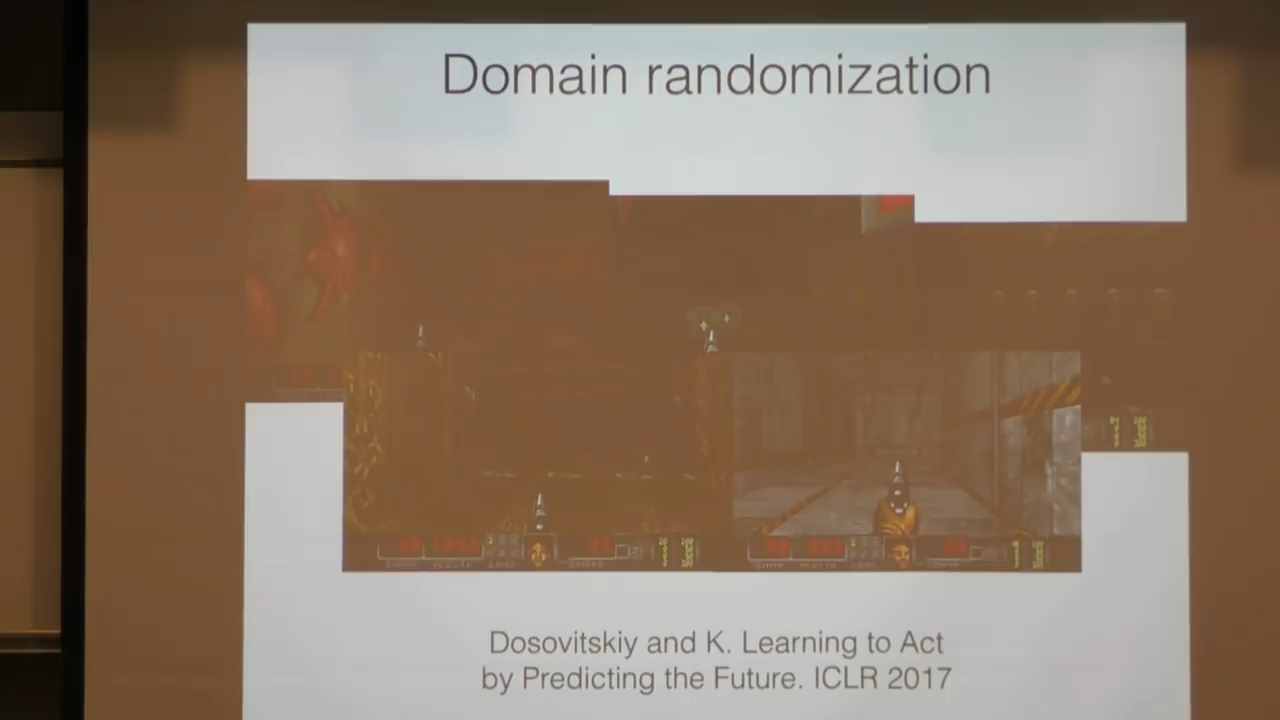 Domain randomization
Dosovitskiy and K. Learning to Act
by Predicting the Future. ICLR 2017